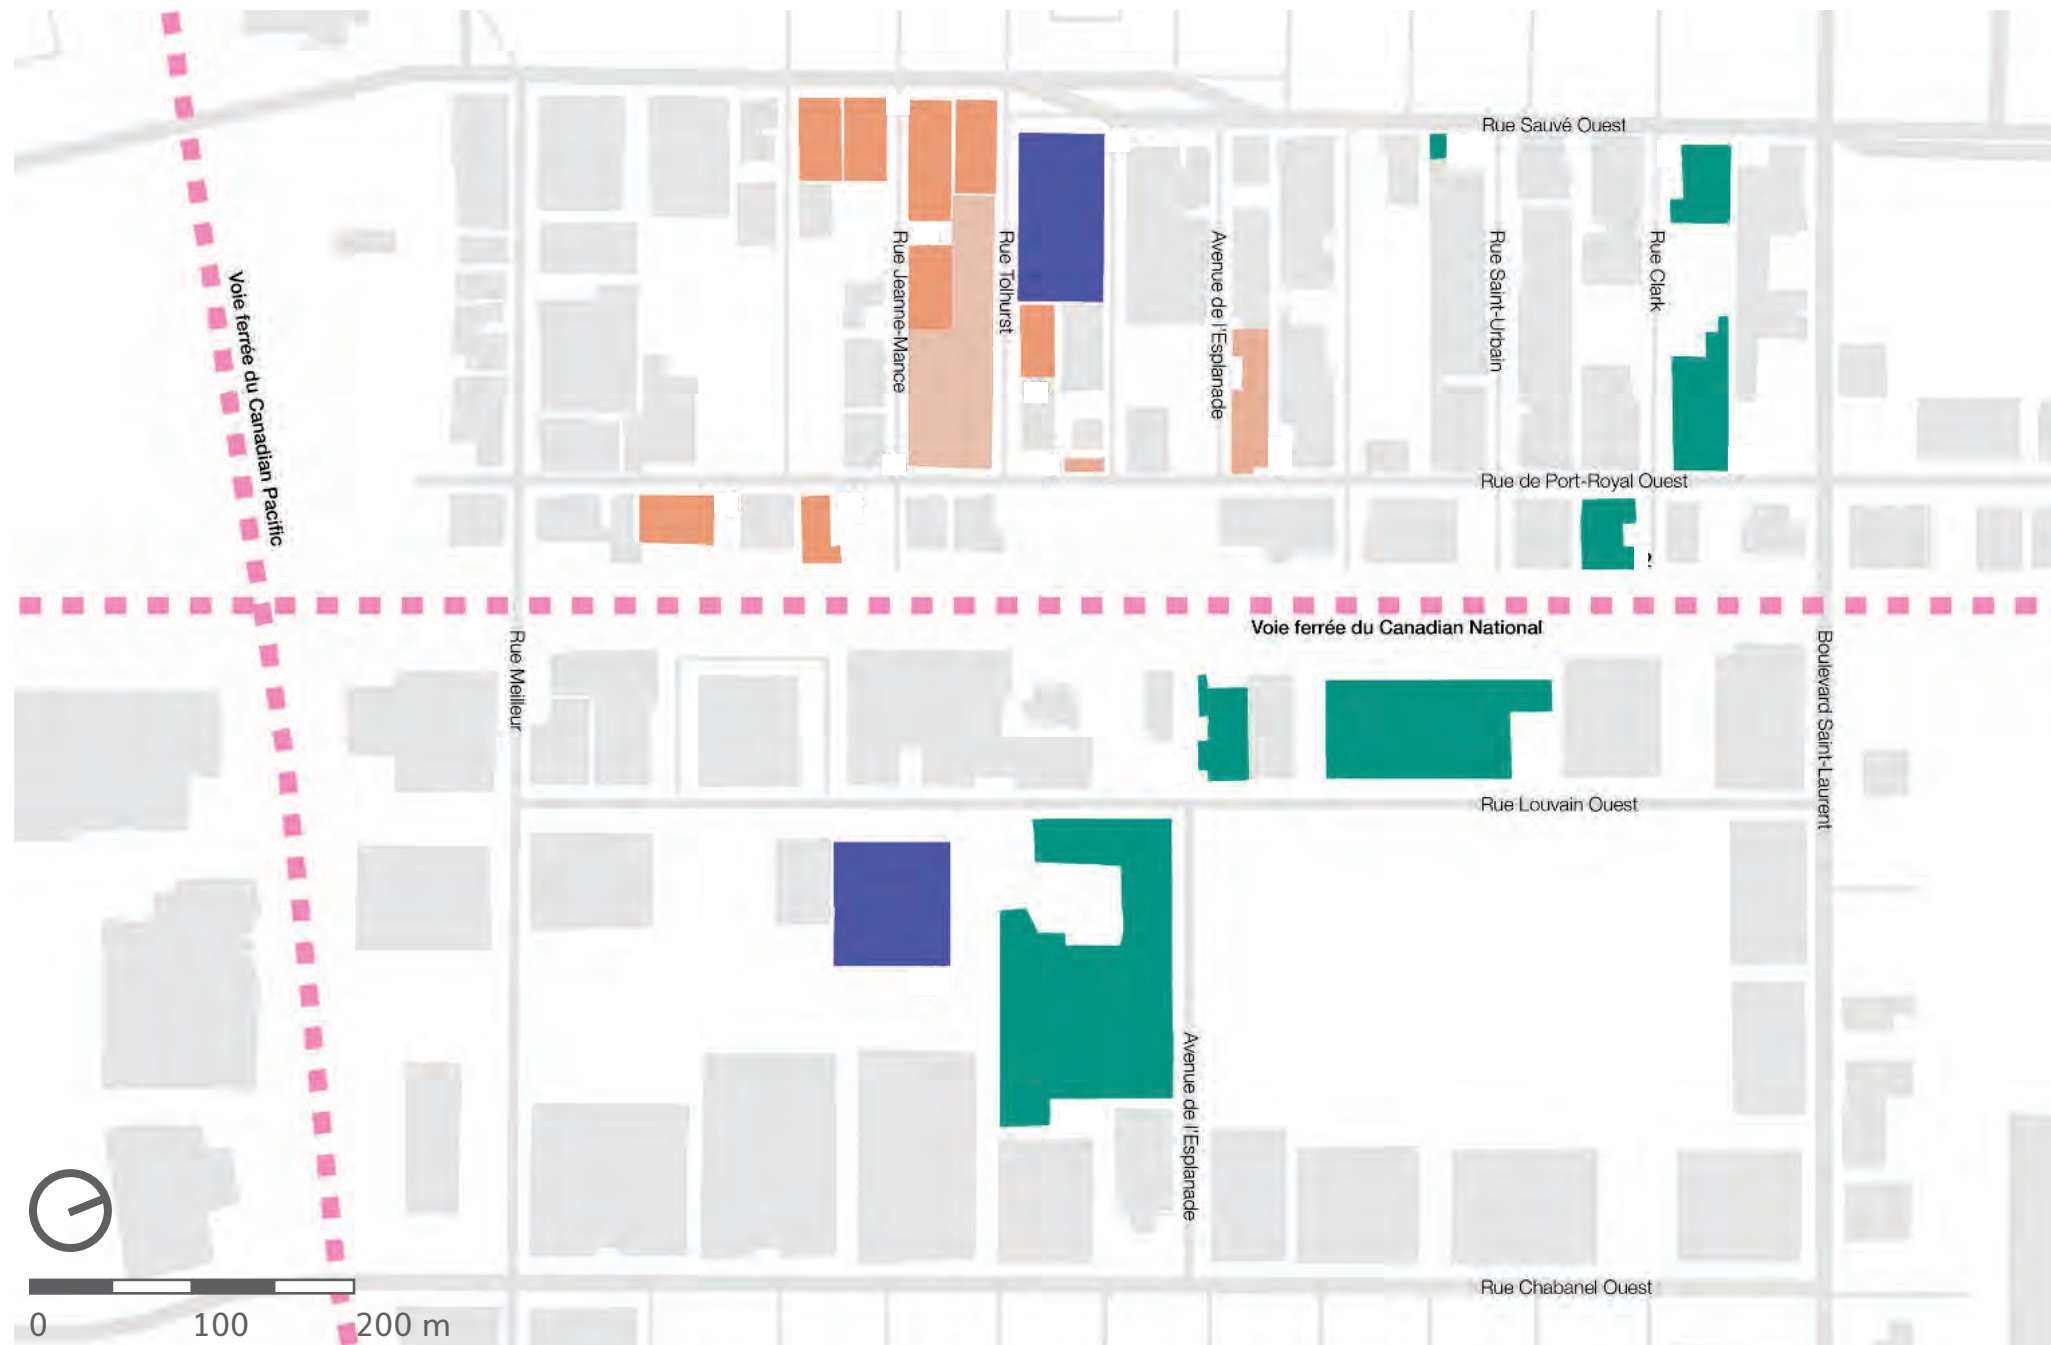 Rue Sauvé Ouest
Rue Jeanne-Mance
Rue Tolhurst
Avenue de l'Esplanade
Rue Saint-Urbain
Rue Clark
Voie ferrée du Canadian Pacific
Rue de Port-Royal Ouest
Voie ferrée du Canadian National
Rue Meilleur
Boulevard Saint-Laurent
Rue Louvain Ouest
Avenue de l'Esplanade
Rue Chabanel Ouest
0 100 200 m